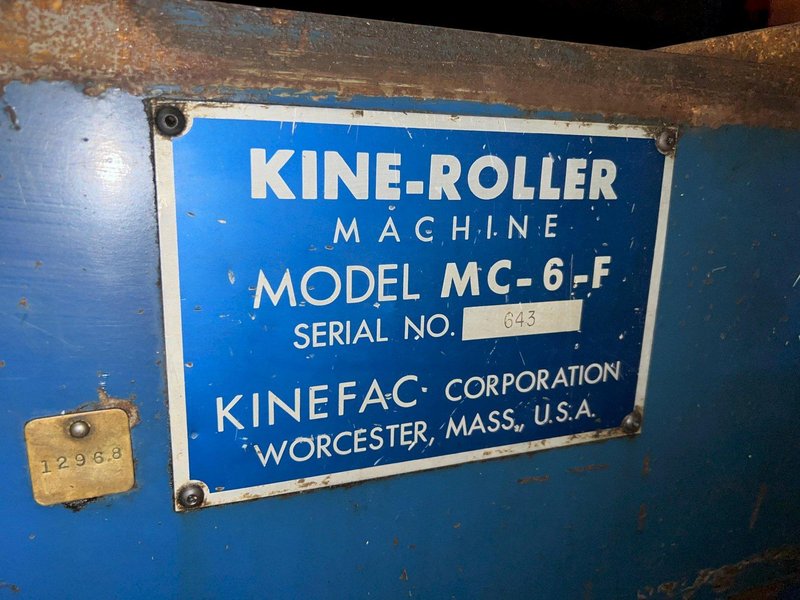 KINE-ROLLER
MACHINE
MODEL MC-6-F
SERIAL NO. 643
KINEFAC CORPORATION
WORCESTER, MASS., U.S.A.
12968